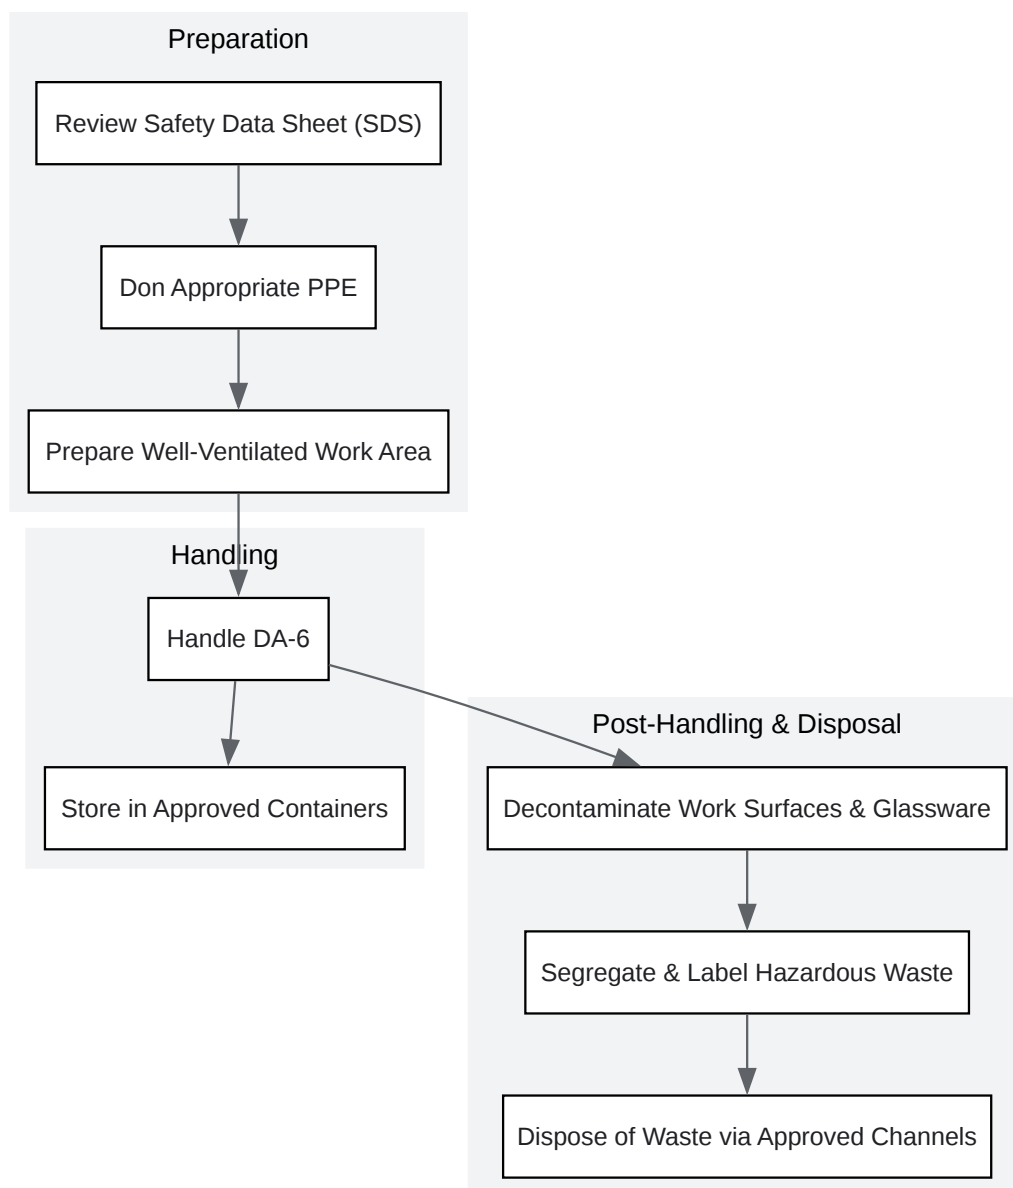 Preparation
Review Safety Data Sheet (SDS)
Don Appropriate PPE
Prepare Well-Ventilated Work Area
Handling
Handle DA-6
Store in Approved Containers
Post-Handling & Disposal
Decontaminate Work Surfaces & Glassware
Segregate & Label Hazardous Waste
Dispose of Waste via Approved Channels